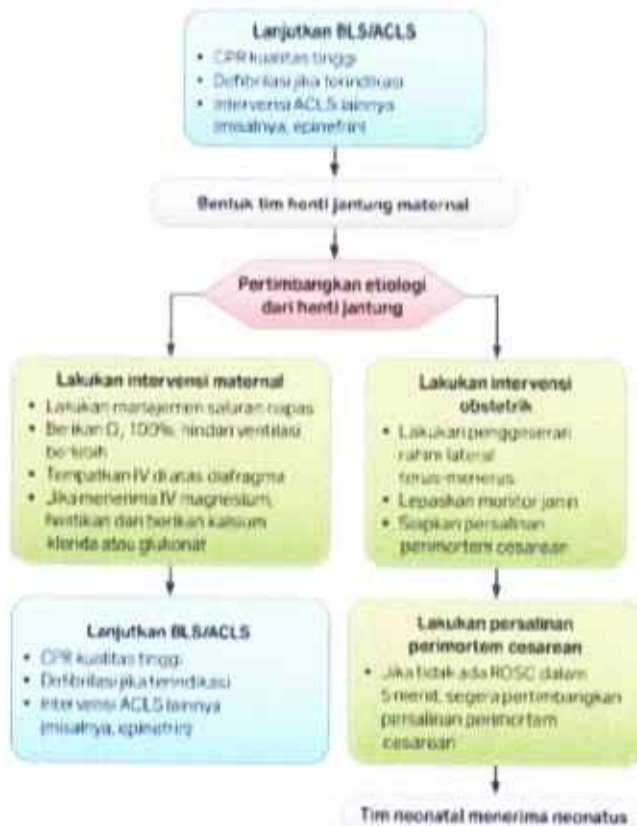 Lanjutkan BLS/ACLS
• CPR kualitas tinggi
• Defibrilasi jika terindikasi
• Intervensi ACLS lainnya
(misalnya, epinefrin)
Bentuk tim henti jantung maternal
Pertimbangkan etiologi
dari henti jantung
Lakukan intervensi maternal
• Lakukan manajemen saluran napas
• Berikan O₂ 100%, hindari ventilasi
berlebih
• Tempatkan IV di atas diafragma
• Jika menerima IV magnesium,
hentikan dan berikan kalsium
klorida atau glukonat
Lakukan intervensi
obstetrik
• Lakukan penggeseran
rahim lateral
terus-menerus
• Lepaskan monitor janin
• Siapkan persalinan
perimortem cesarean
Lanjutkan BLS/ACLS
• CPR kualitas tinggi
• Defibrilasi jika terindikasi
• Intervensi ACLS lainnya
(misalnya, epinefrin)
Lakukan persalinan
perimortem cesarean
• Jika tidak ada ROSC dalam
5 menit, segera pertimbangkan
persalinan perimortem
cesarean
Tim neonatal menerima neonatus